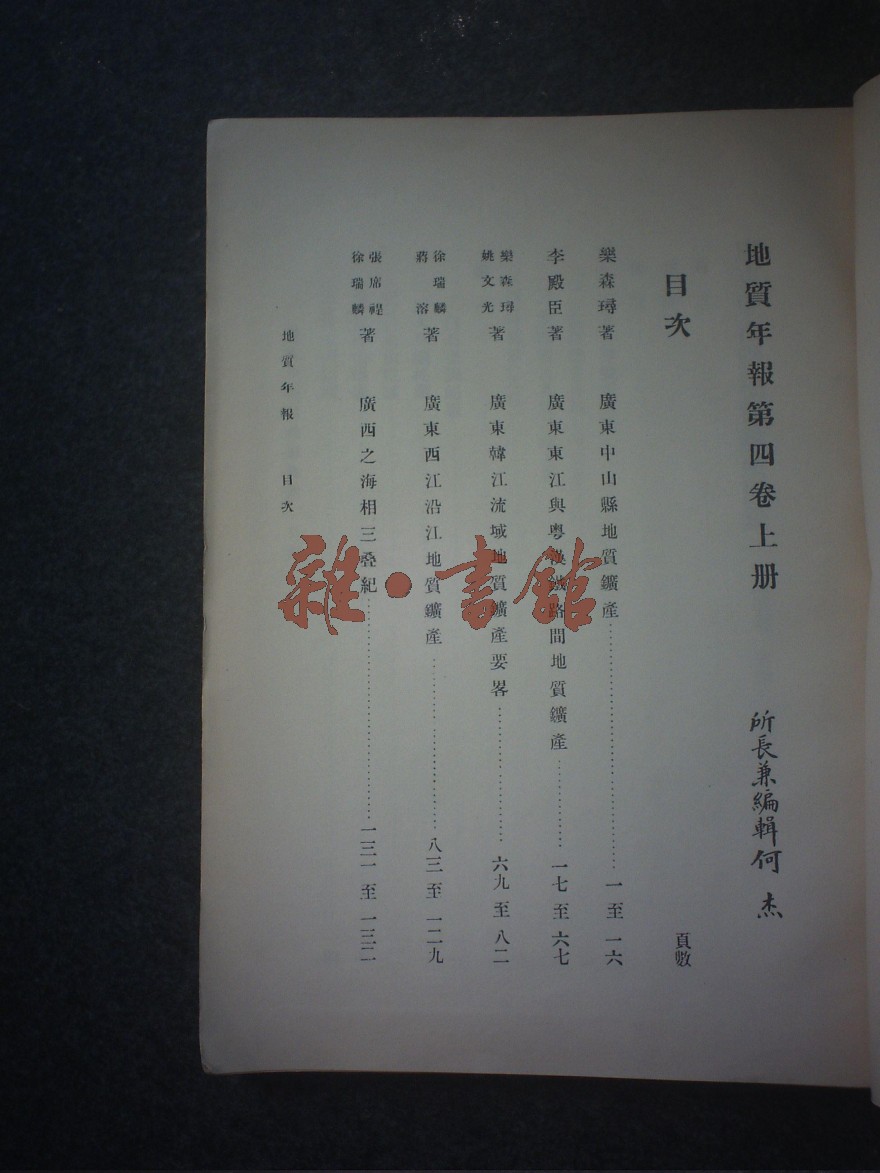 地質年報第四卷上册
所長兼編輯何杰
目次
頁數
樂森璕著 廣東中山縣地質鑛產 一至一六
李殿臣著 廣東東江與粵漢鐵路間地質鑛產 一七至六七
樂森璕
姚文光
著 廣東韓江流域地質鑛產要畧 六九至八二
徐瑞麟
蔣溶
著 廣東西江沿江地質鑛產 八三至一二九
張席禔
徐瑞麟
著 廣西之海相三叠紀 一三一至一三二
地質年報 目次
雜·書館